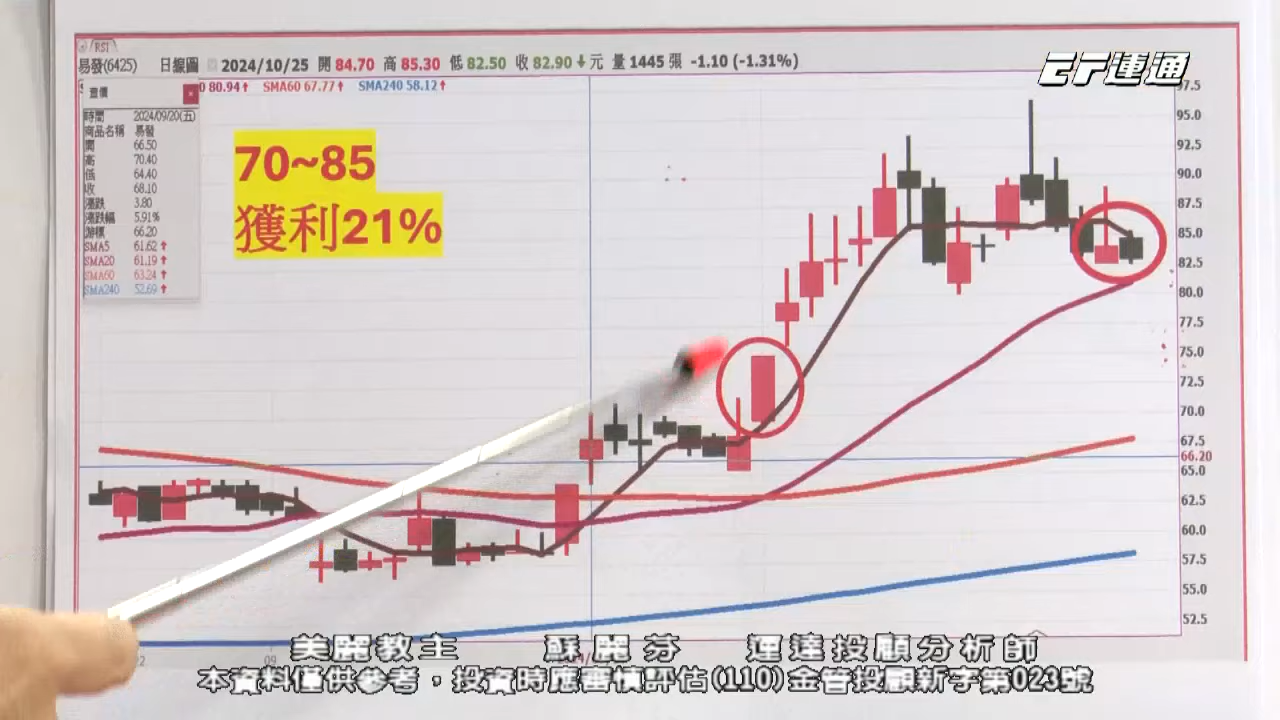 RSI
易發(6425) 日線圖 2024/10/25 開 84.70 高 85.30 低 82.50 收 82.90 元 量 1445 張 -1.10 (-1.31%)
0 80.94↑ SMA60 67.77↑ SMA240 58.12↑
查價
時間 2024/09/20(五)
商品名稱 易發
開 66.50
高 70.40
低 64.40
收 68.10
漲跌 3.80
漲跌幅 5.91%
游標 66.20
SMA5 61.62↑
SMA20 61.19↑
SMA60 63.24↑
SMA240 52.69↑
70~85
獲利21%
EF運通
97.5
95.0
92.5
90.0
87.5
85.0
82.5
80.0
77.5
75.0
72.5
70.0
67.5
66.20
65.0
62.5
60.0
57.5
55.0
52.5
09
美麗教主 蘇麗芬 運達投顧分析師
本資料僅供參考，投資時應審慎評估(110)金管投顧新字第023號